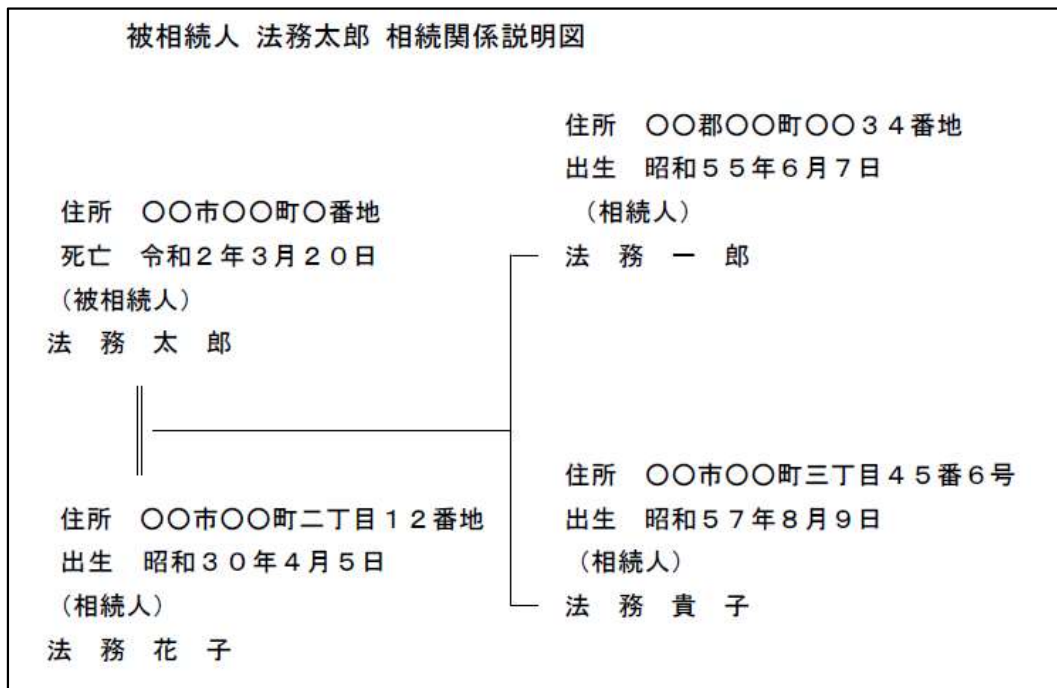 被相続人 法務太郎 相続関係説明図
住所 〇〇郡〇〇町〇〇３４番地
出生 昭和５５年６月７日
（相続人）
法 務 一 郎
住所 〇〇市〇〇町〇番地
死亡 令和２年３月２０日
（被相続人）
法 務 太 郎
住所 〇〇市〇〇町二丁目１２番地
出生 昭和３０年４月５日
（相続人）
法 務 花 子
住所 〇〇市〇〇町三丁目４５番６号
出生 昭和５７年８月９日
（相続人）
法 務 貴 子